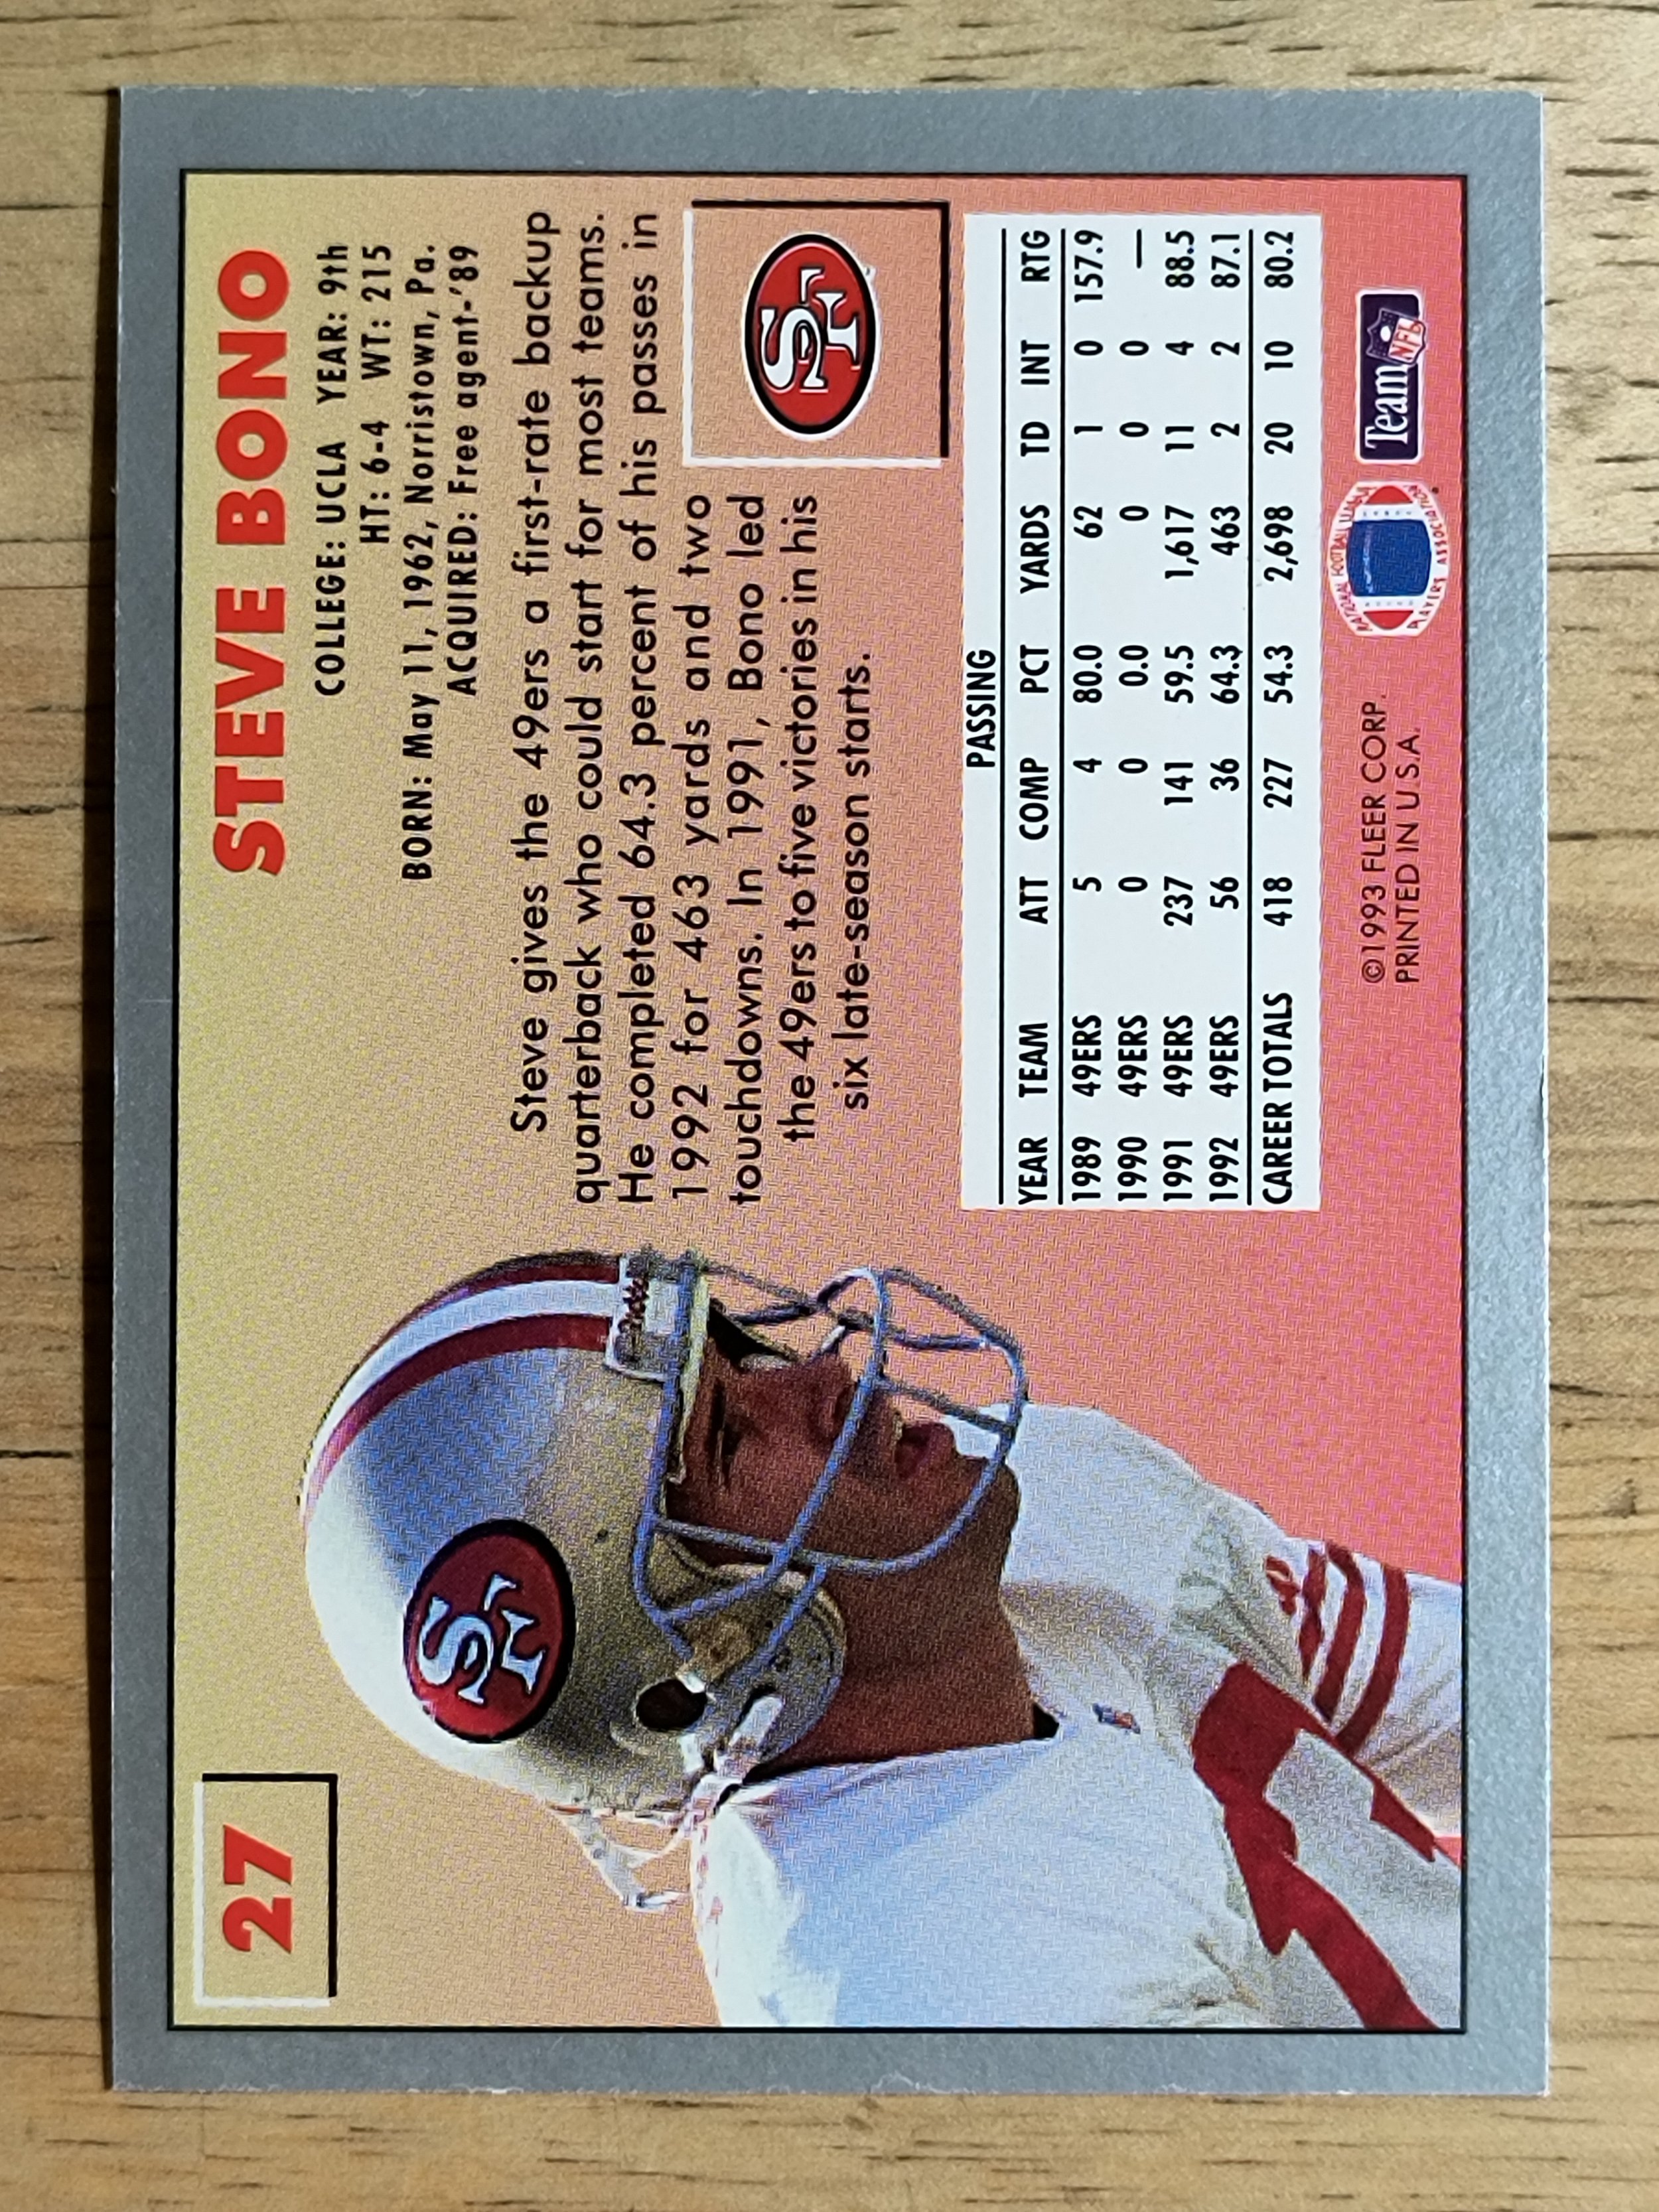 27
STEVE BONO
COLLEGE: UCLA YEAR: 9th
HT: 6-4 WT: 215
BORN: May 11, 1962, Norristown, Pa.
ACQUIRED: Free agent-'89
Steve gives the 49ers a first-rate backup
quarterback who could start for most teams.
He completed 64.3 percent of his passes in
1992 for 463 yards and two
touchdowns. In 1991, Bono led
the 49ers to five victories in his
six late-season starts.
SF
SF
PASSING
YEAR TEAM ATT COMP PCT YARDS TD INT RTG
1989 49ERS 5 4 80.0 62 1 0 157.9
1990 49ERS 0 0 0.0 0 0 0 —
1991 49ERS 237 141 59.5 1,617 11 4 88.5
1992 49ERS 56 36 64.3 463 2 2 87.1
CAREER TOTALS 418 227 54.3 2,698 20 10 80.2
©1993 FLEER CORP.
PRINTED IN U.S.A.
NATIONAL FOOTBALL LEAGUE
PLAYERS ASSOCIATION
Team NFL